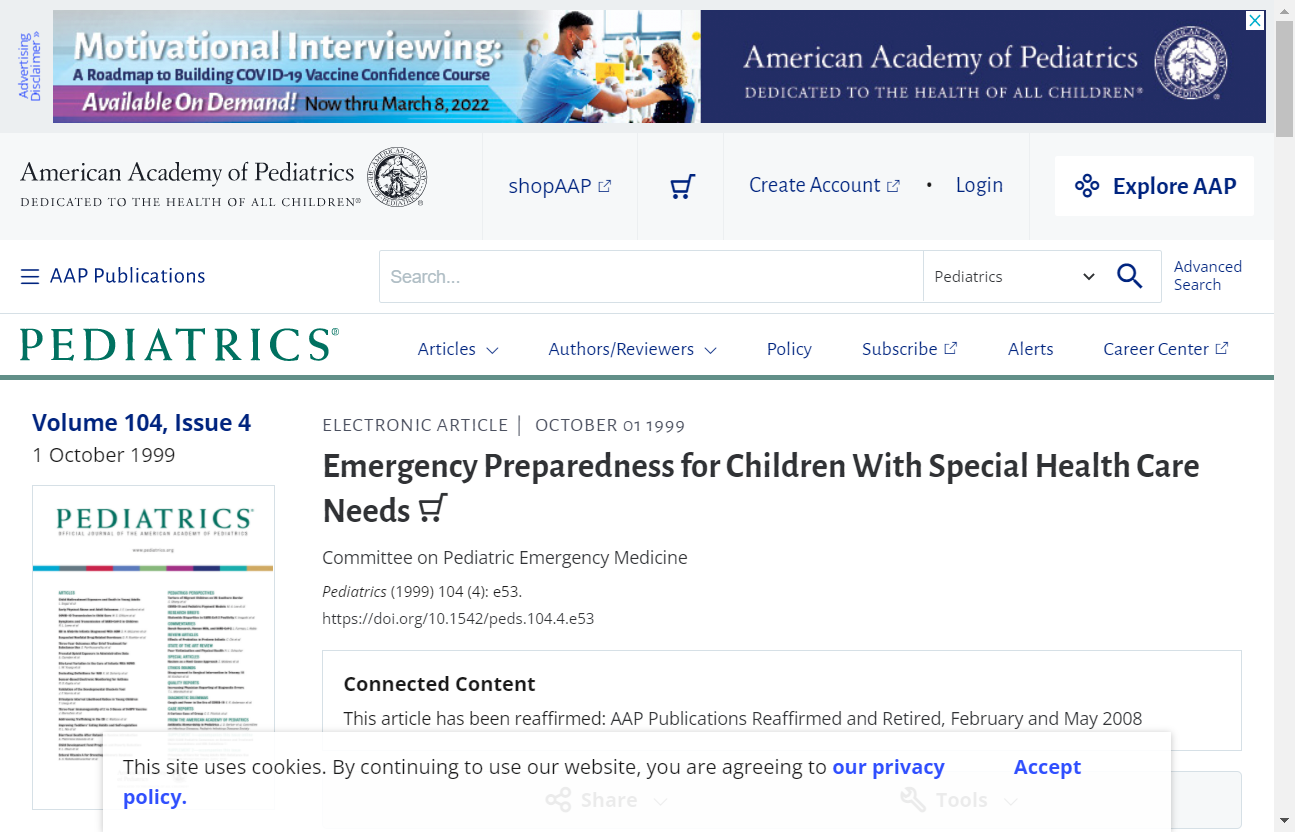 Advertising
Disclaimer »
Motivational Interviewing:
A Roadmap to Building COVID-19 Vaccine Confidence Course
Available On Demand! Now thru March 8, 2022
American Academy of Pediatrics
DEDICATED TO THE HEALTH OF ALL CHILDREN®
American Academy of Pediatrics
DEDICATED TO THE HEALTH OF ALL CHILDREN®
shopAAP
Create Account • Login
Explore AAP
AAP Publications
Search...
Pediatrics
Advanced
Search
PEDIATRICS®
Articles
Authors/Reviewers
Policy
Subscribe
Alerts
Career Center
Volume 104, Issue 4
1 October 1999
PEDIATRICS®
OFFICIAL JOURNAL OF THE AMERICAN ACADEMY OF PEDIATRICS
www.pediatrics.org
ELECTRONIC ARTICLE | OCTOBER 01 1999
Emergency Preparedness for Children With Special Health Care
Needs
Committee on Pediatric Emergency Medicine
Pediatrics (1999) 104 (4): e53.
https://doi.org/10.1542/peds.104.4.e53
Connected Content
This article has been reaffirmed: AAP Publications Reaffirmed and Retired, February and May 2008
Share
Tools
This site uses cookies. By continuing to use our website, you are agreeing to our privacy
policy.
Accept